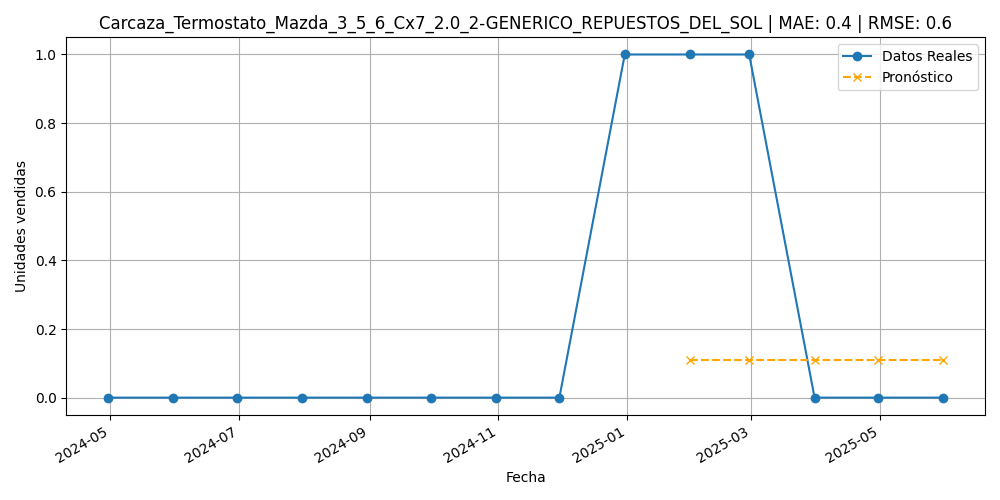 Carcaza_Termostato_Mazda_3_5_6_Cx7_2.0_2-GENERICO_REPUESTOS_DEL_SOL | MAE: 0.4 | RMSE: 0.6
Datos Reales
Pronóstico
Unidades vendidas
1.0
0.8
0.6
0.4
0.2
0.0
2024-05
2024-07
2024-09
2024-11
2025-01
2025-03
2025-05
Fecha